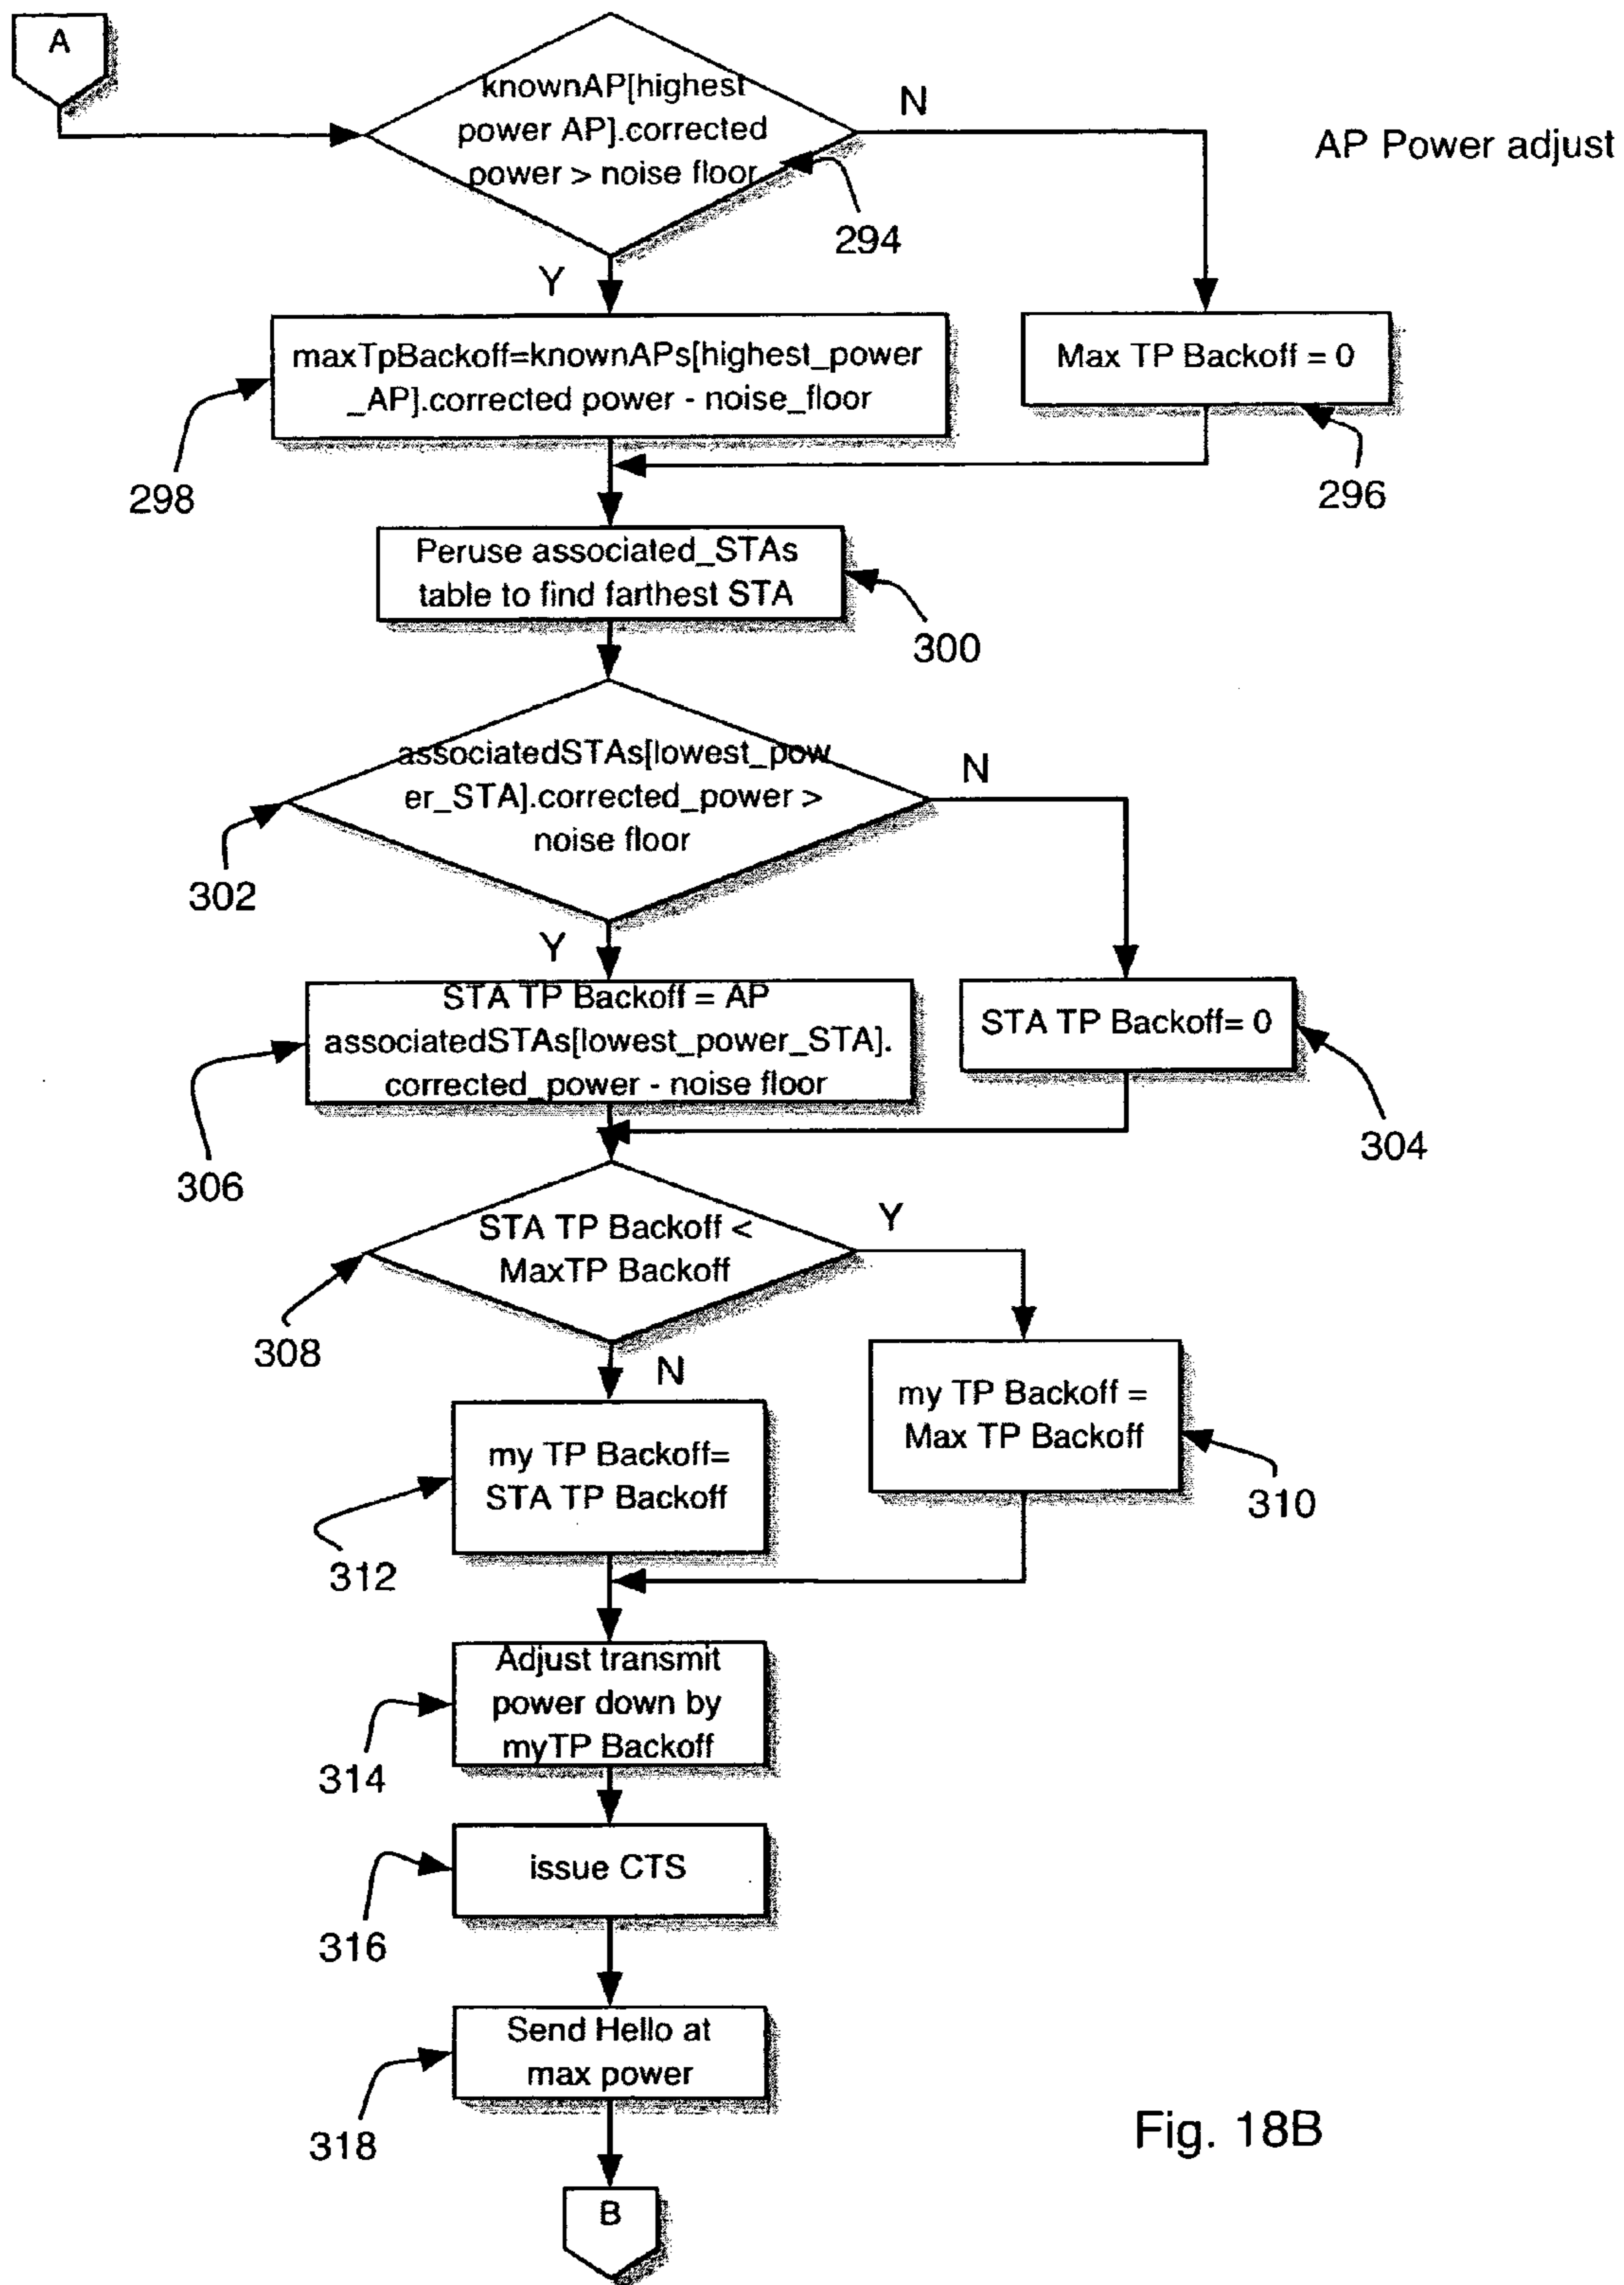 A
knownAP[highest
power AP].corrected
power > noise floor
N
AP Power adjust
294
Y
maxTpBackoff=knownAPs[highest_power
_AP].corrected power - noise_floor
Max TP Backoff = 0
298
296
Peruse associated_STAs
table to find farthest STA
300
associatedSTAs[lowest_pow
er_STA].corrected_power >
noise floor
N
302
Y
STA TP Backoff = AP
associatedSTAs[lowest_power_STA].
corrected_power - noise floor
STA TP Backoff= 0
304
306
STA TP Backoff <
MaxTP Backoff
Y
308
N
my TP Backoff =
Max TP Backoff
my TP Backoff=
STA TP Backoff
310
312
Adjust transmit
power down by
myTP Backoff
314
issue CTS
316
Send Hello at
max power
318
Fig. 18B
B